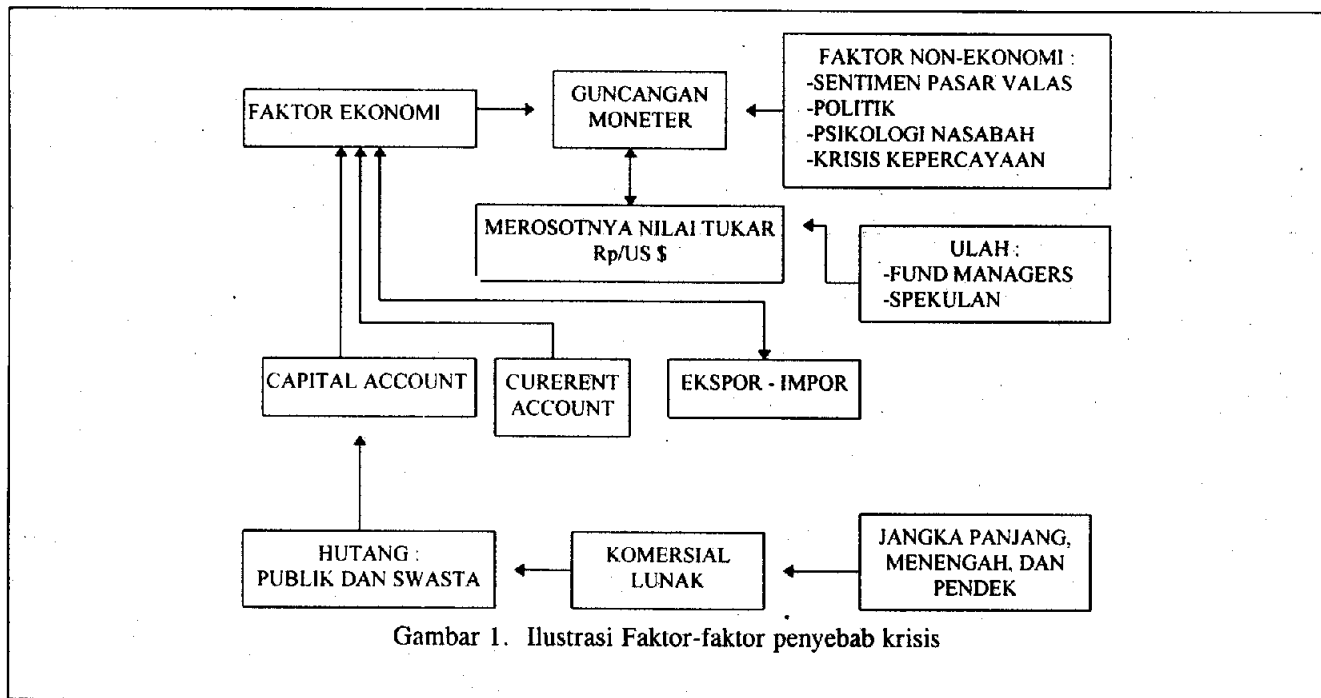 FAKTOR EKONOMI
GUNCANGAN
MONETER
FAKTOR NON-EKONOMI :
-SENTIMEN PASAR VALAS
-POLITIK
-PSIKOLOGI NASABAH
-KRISIS KEPERCAYAAN
MEROSOTNYA NILAI TUKAR
Rp/US $
ULAH :
-FUND MANAGERS
-SPEKULAN
CAPITAL ACCOUNT
CURERENT
ACCOUNT
EKSPOR - IMPOR
HUTANG :
PUBLIK DAN SWASTA
KOMERSIAL
LUNAK
JANGKA PANJANG,
MENENGAH, DAN
PENDEK
Gambar 1. Ilustrasi Faktor-faktor penyebab krisis